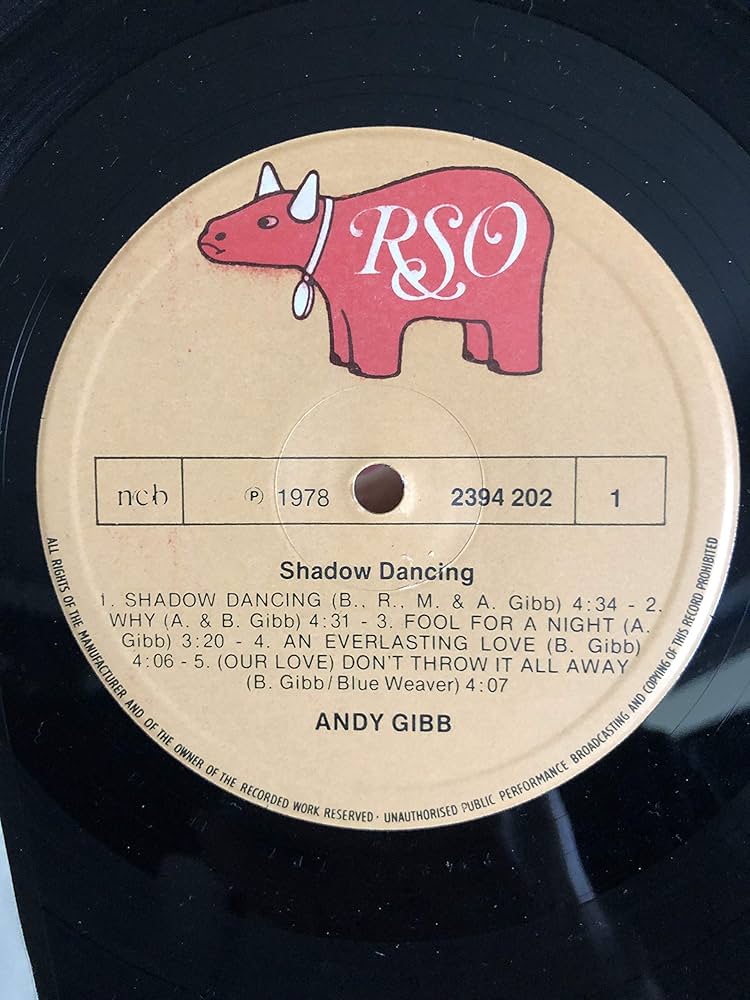 RSO
ncb
℗ 1978
2394 202
1
Shadow Dancing
1. SHADOW DANCING (B., R., M. & A. Gibb) 4:34 - 2.
WHY (A. & B. Gibb) 4:31 - 3. FOOL FOR A NIGHT (A.
Gibb) 3:20 - 4. AN EVERLASTING LOVE (B. Gibb)
4:06 - 5. (OUR LOVE) DON'T THROW IT ALL AWAY
(B. Gibb/Blue Weaver) 4:07
ANDY GIBB
ALL RIGHTS OF THE MANUFACTURER AND OF THE OWNER OF THE RECORDED WORK RESERVED · UNAUTHORISED PUBLIC PERFORMANCE BROADCASTING AND COPYING OF THIS RECORD PROHIBITED